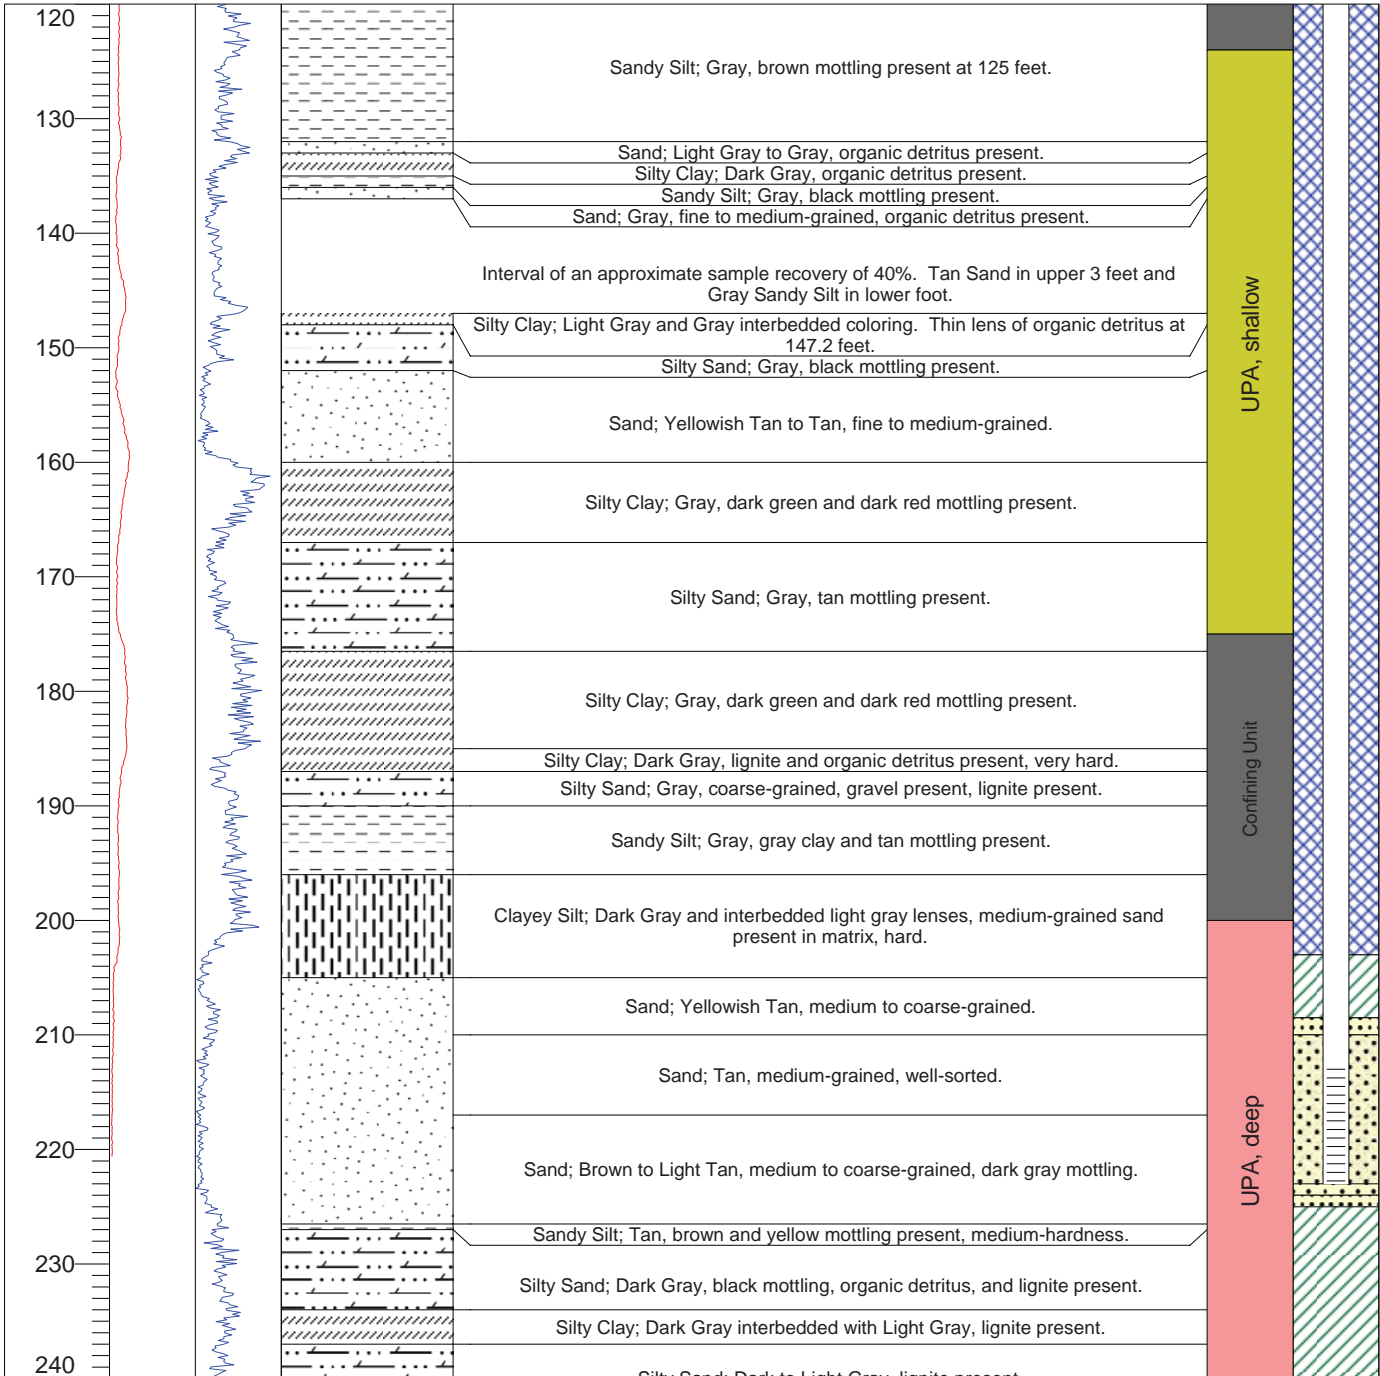 120
130
140
150
160
170
180
190
200
210
220
230
240
Sandy Silt; Gray, brown mottling present at 125 feet.
Sand; Light Gray to Gray, organic detritus present.
Silty Clay; Dark Gray, organic detritus present.
Sandy Silt; Gray, black mottling present.
Sand; Gray, fine to medium-grained, organic detritus present.
Interval of an approximate sample recovery of 40%. Tan Sand in upper 3 feet and
Gray Sandy Silt in lower foot.
Silty Clay; Light Gray and Gray interbedded coloring. Thin lens of organic detritus at
147.2 feet.
Silty Sand; Gray, black mottling present.
Sand; Yellowish Tan to Tan, fine to medium-grained.
Silty Clay; Gray, dark green and dark red mottling present.
Silty Sand; Gray, tan mottling present.
Silty Clay; Gray, dark green and dark red mottling present.
Silty Clay; Dark Gray, lignite and organic detritus present, very hard.
Silty Sand; Gray, coarse-grained, gravel present, lignite present.
Sandy Silt; Gray, gray clay and tan mottling present.
Clayey Silt; Dark Gray and interbedded light gray lenses, medium-grained sand
present in matrix, hard.
Sand; Yellowish Tan, medium to coarse-grained.
Sand; Tan, medium-grained, well-sorted.
Sand; Brown to Light Tan, medium to coarse-grained, dark gray mottling.
Sandy Silt; Tan, brown and yellow mottling present, medium-hardness.
Silty Sand; Dark Gray, black mottling, organic detritus, and lignite present.
Silty Clay; Dark Gray interbedded with Light Gray, lignite present.
Silty Sand; Dark to Light Gray, lignite present.
UPA, shallow
Confining Unit
UPA, deep